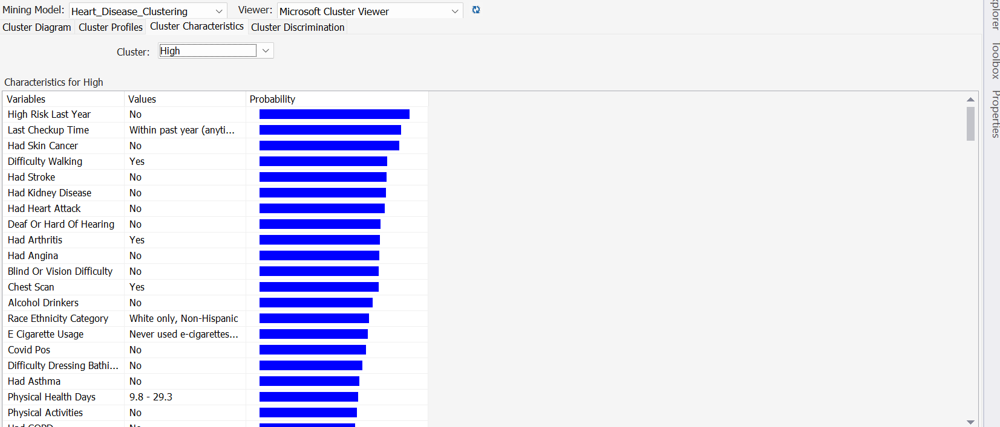 Mining Model: Heart_Disease_Clustering Viewer: Microsoft Cluster Viewer
Cluster Diagram Cluster Profiles Cluster Characteristics Cluster Discrimination
Cluster: High
Characteristics for High
Variables Values Probability
High Risk Last Year No
Last Checkup Time Within past year (anyti...
Had Skin Cancer No
Difficulty Walking Yes
Had Stroke No
Had Kidney Disease No
Had Heart Attack No
Deaf Or Hard Of Hearing No
Had Arthritis Yes
Had Angina No
Blind Or Vision Difficulty No
Chest Scan Yes
Alcohol Drinkers No
Race Ethnicity Category White only, Non-Hispanic
E Cigarette Usage Never used e-cigarettes...
Covid Pos No
Difficulty Dressing Bathi... No
Had Asthma No
Physical Health Days 9.8 - 29.3
Physical Activities No
Had COPD No
xplorer
Toolbox
Properties